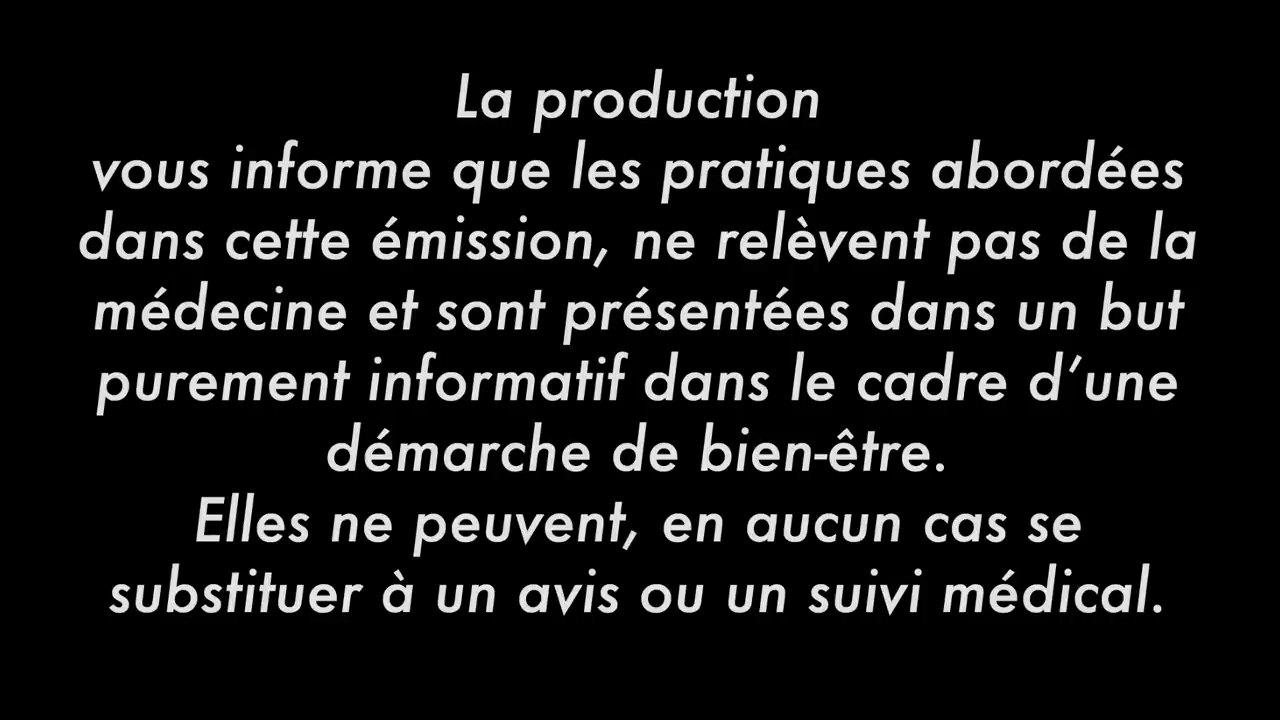 La production
vous informe que les pratiques abordées
dans cette émission, ne relèvent pas de la
médecine et sont présentées dans un but
purement informatif dans le cadre d’une
démarche de bien-être.
Elles ne peuvent, en aucun cas se
substituer à un avis ou un suivi médical.